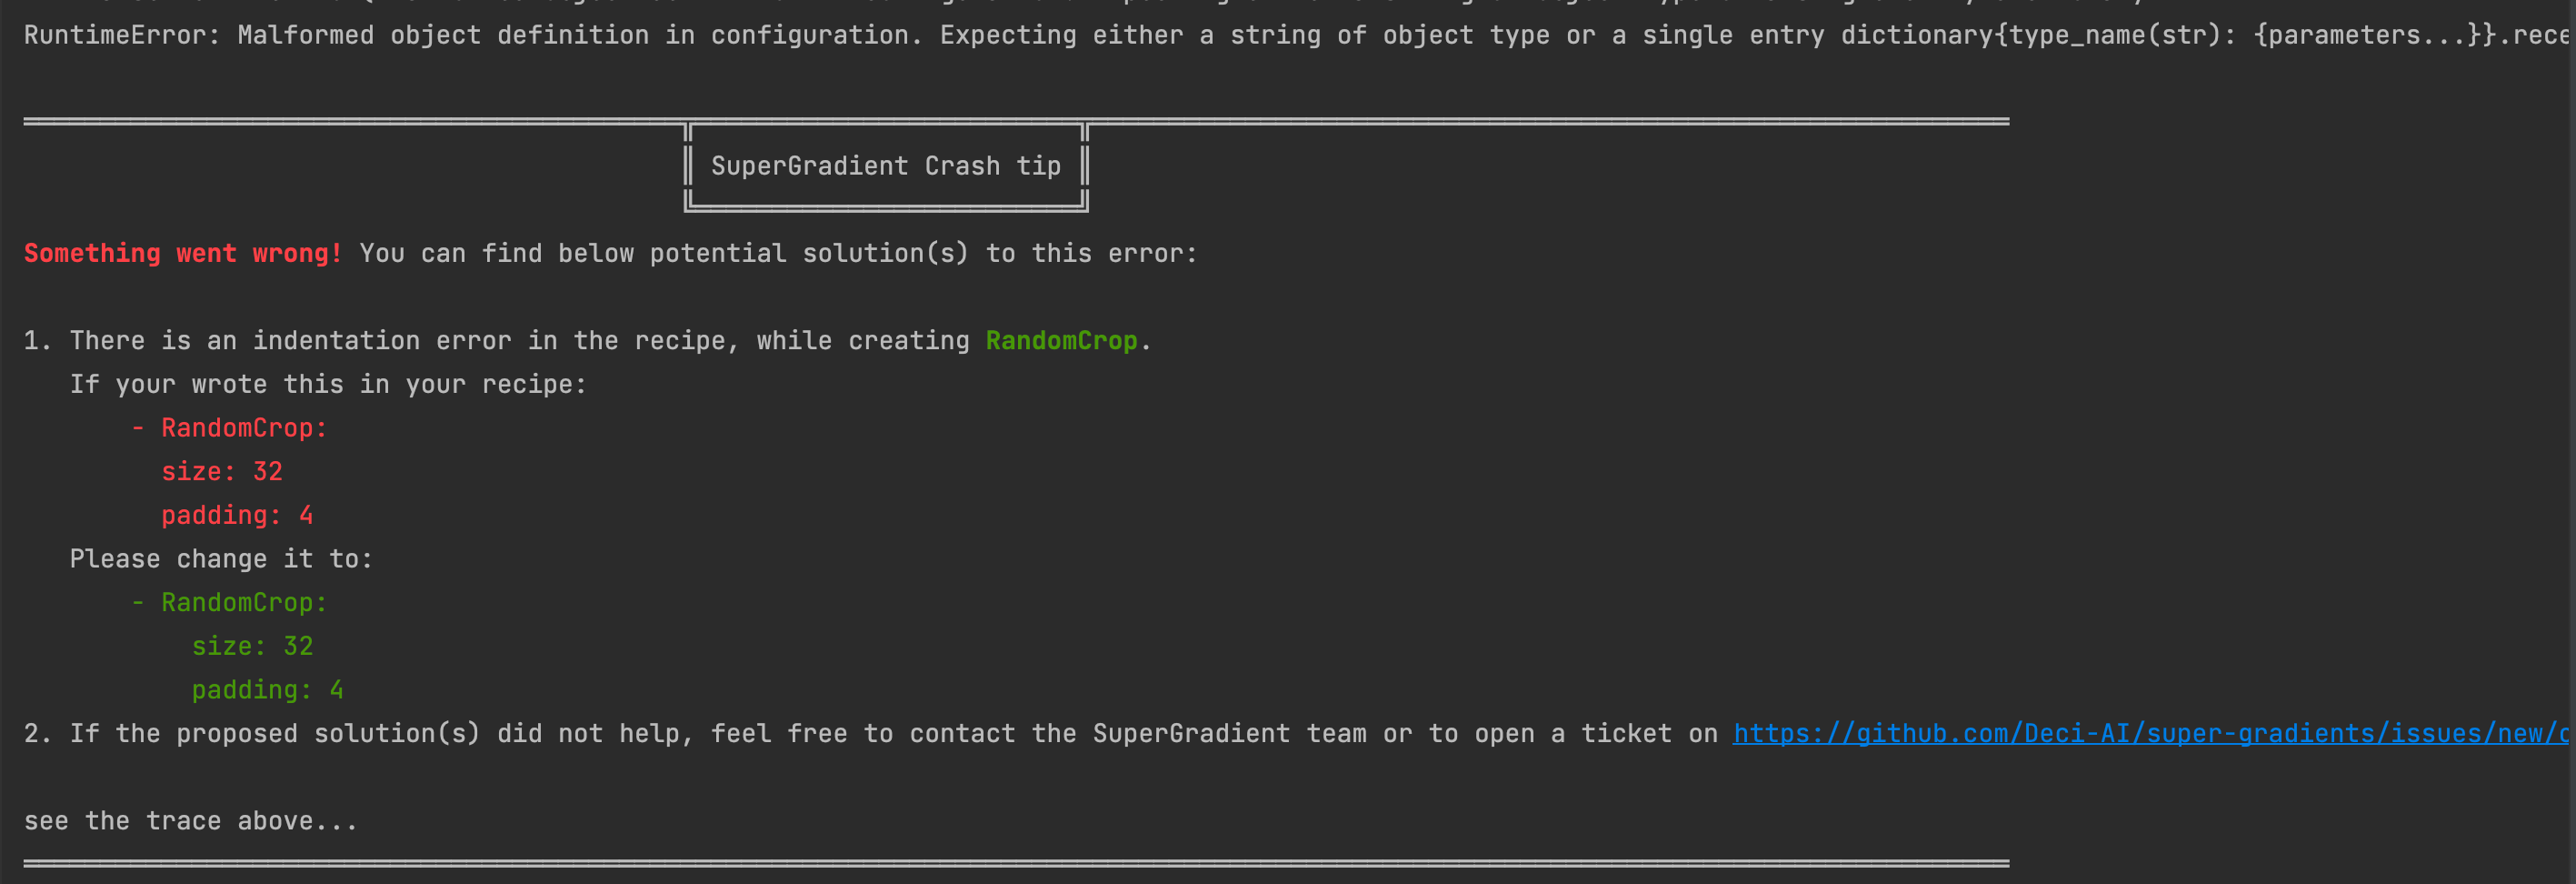 RuntimeError: Malformed object definition in configuration. Expecting either a string of object type or a single entry dictionary{type_name(str): {parameters...}}.rece
SuperGradient Crash tip
Something went wrong! You can find below potential solution(s) to this error:
1. There is an indentation error in the recipe, while creating RandomCrop.
If your wrote this in your recipe:
- RandomCrop:
size: 32
padding: 4
Please change it to:
- RandomCrop:
size: 32
padding: 4
2. If the proposed solution(s) did not help, feel free to contact the SuperGradient team or to open a ticket on https://github.com/Deci-AI/super-gradients/issues/new/c
see the trace above...